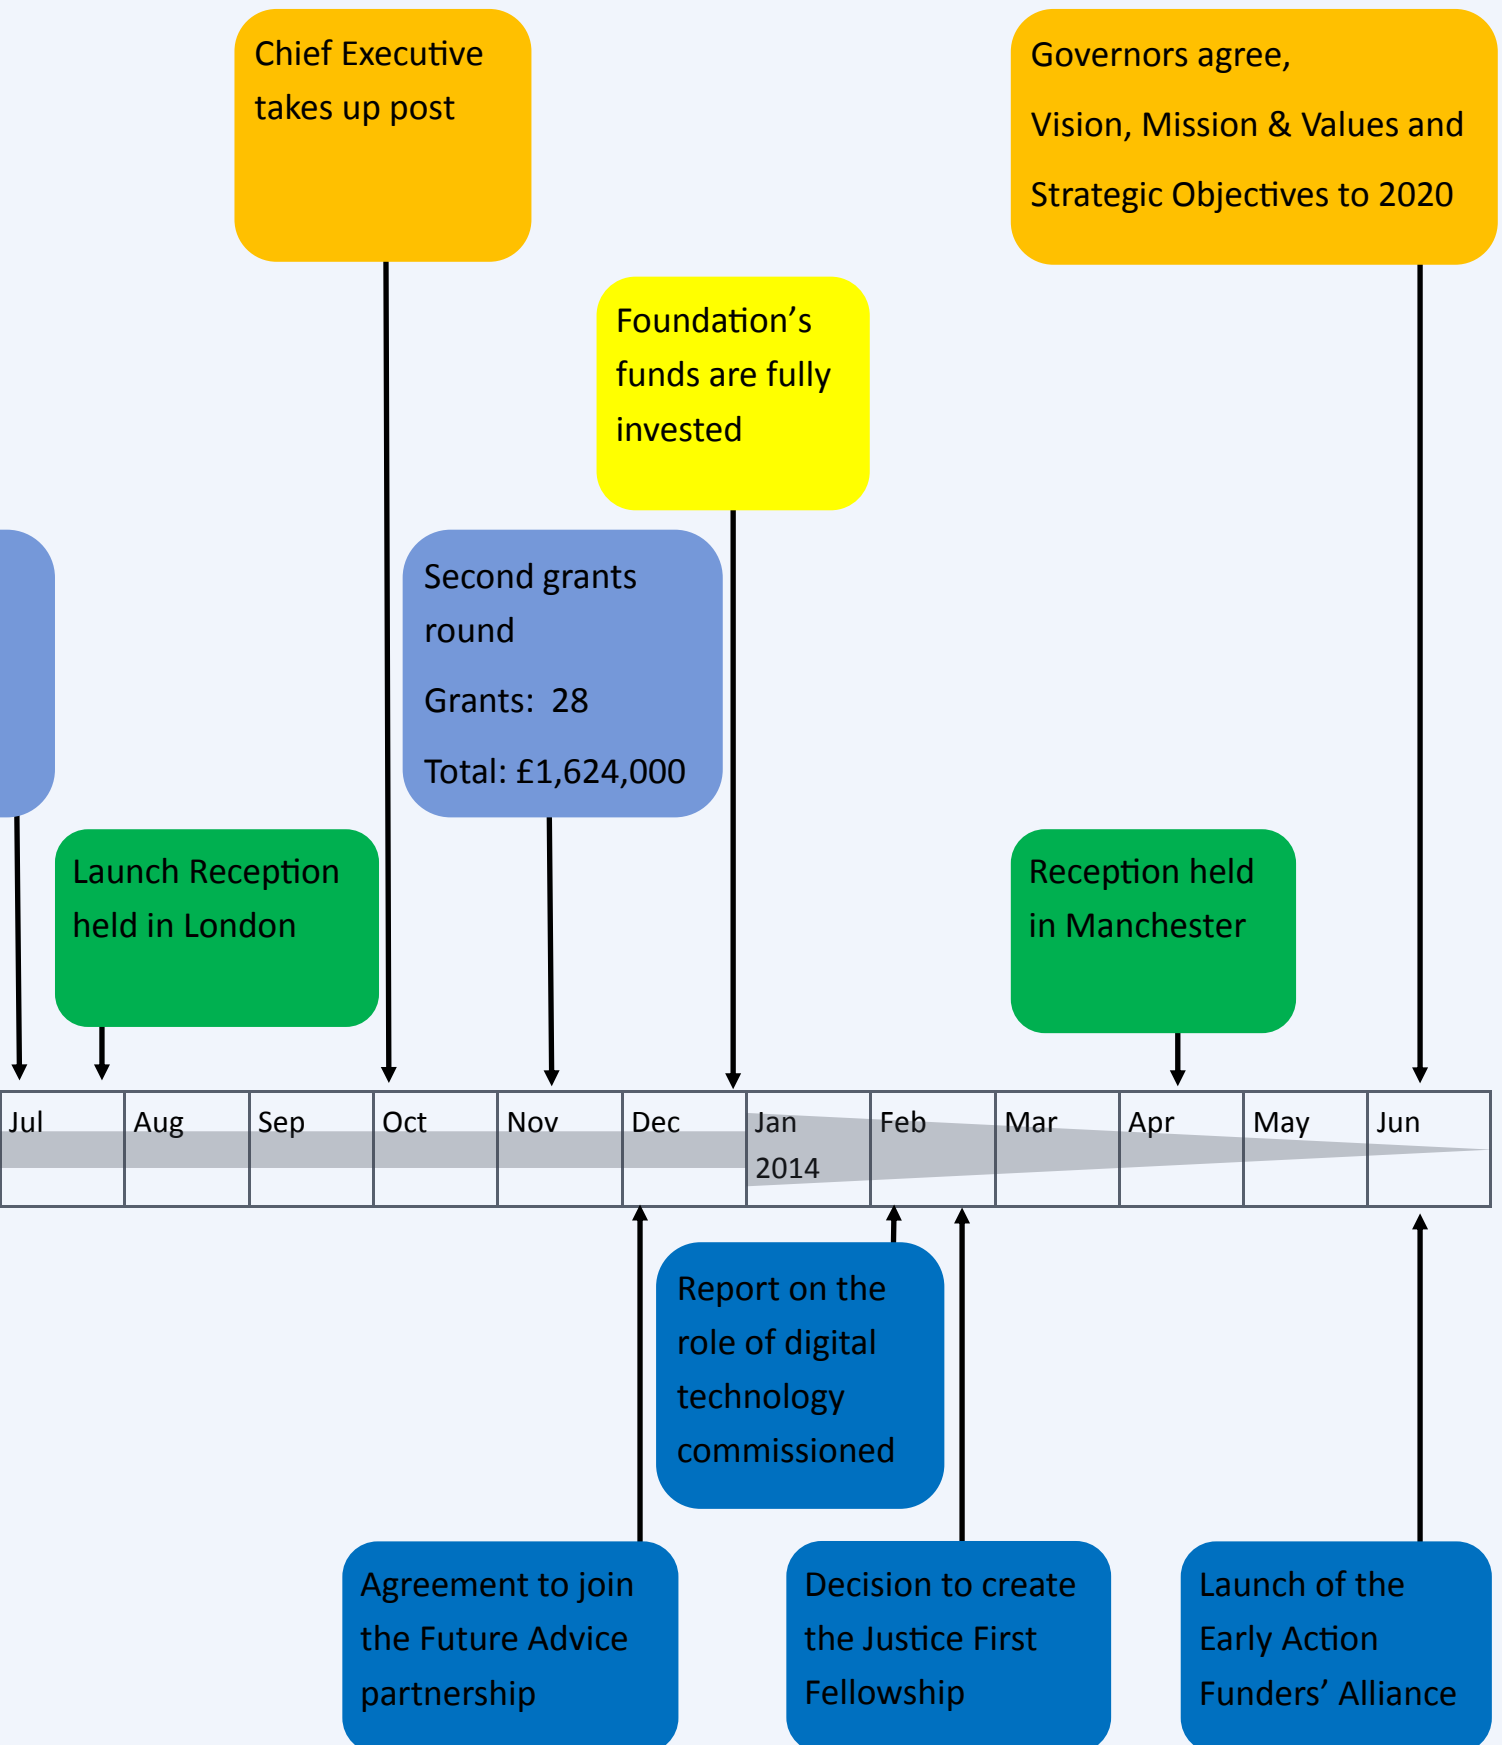 Chief Executive
takes up post
Governors agree,
Vision, Mission & Values and
Strategic Objectives to 2020
Foundation’s
funds are fully
invested
Second grants
round
Grants:  28
Total: £1,624,000
Launch Reception
held in London
Reception held
in Manchester
Jul
Aug
Sep
Oct
Nov
Dec
Jan
2014
Feb
Mar
Apr
May
Jun
Report on the
role of digital
technology
commissioned
Agreement to join
the Future Advice
partnership
Decision to create
the Justice First
Fellowship
Launch of the
Early Action
Funders’ Alliance